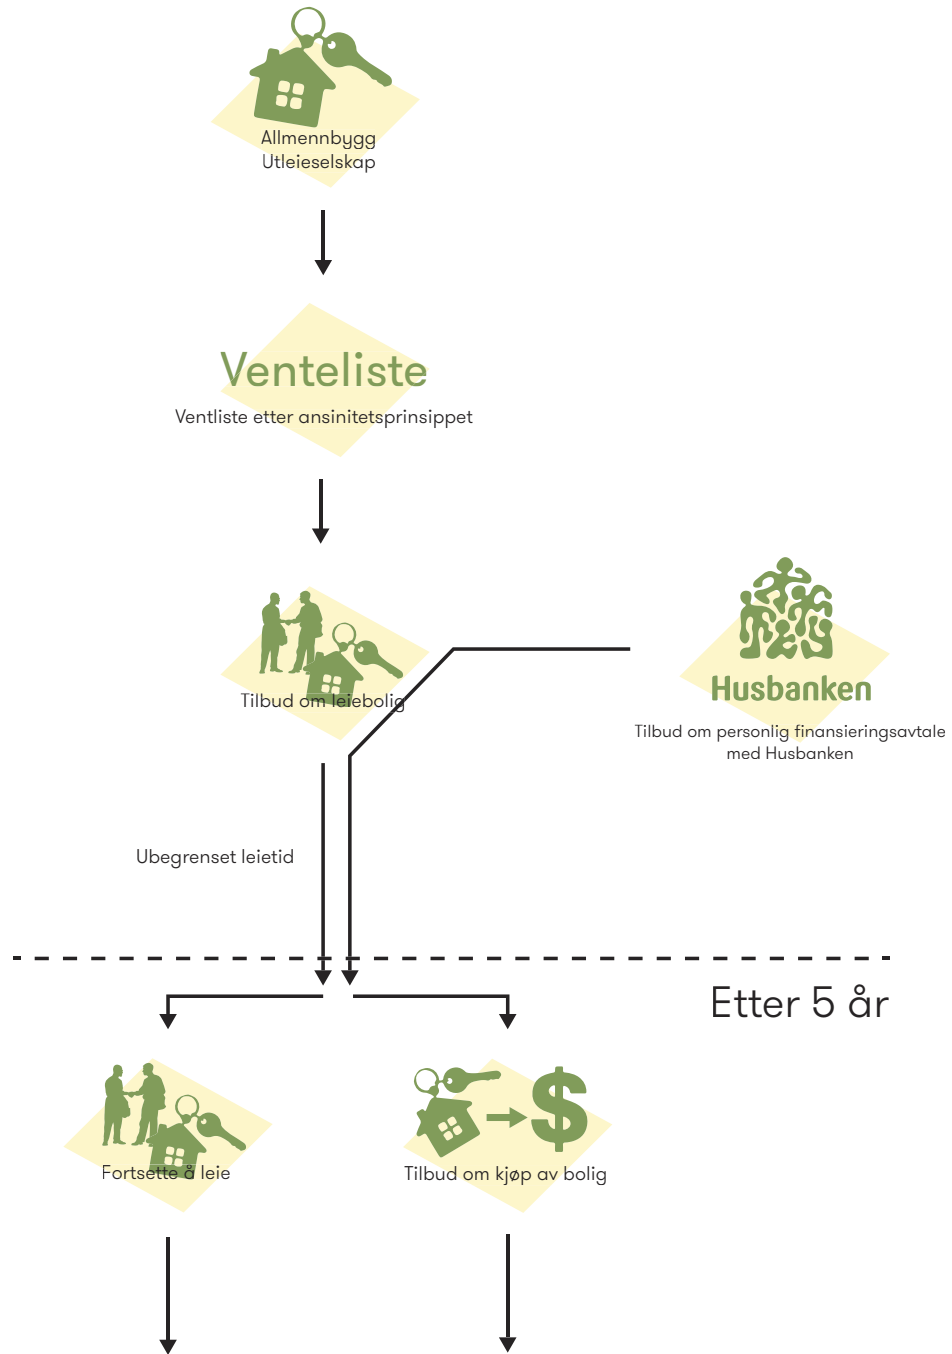 Allmennbygg
Utleieselskap
Venteliste
Ventliste etter ansinitetsprinsippet
Tilbud om leiebolig
Husbanken
Tilbud om personlig finansieringsavtale
med Husbanken
Ubegrenset leietid
Etter 5 år
Fortsette å leie
$
Tilbud om kjøp av bolig